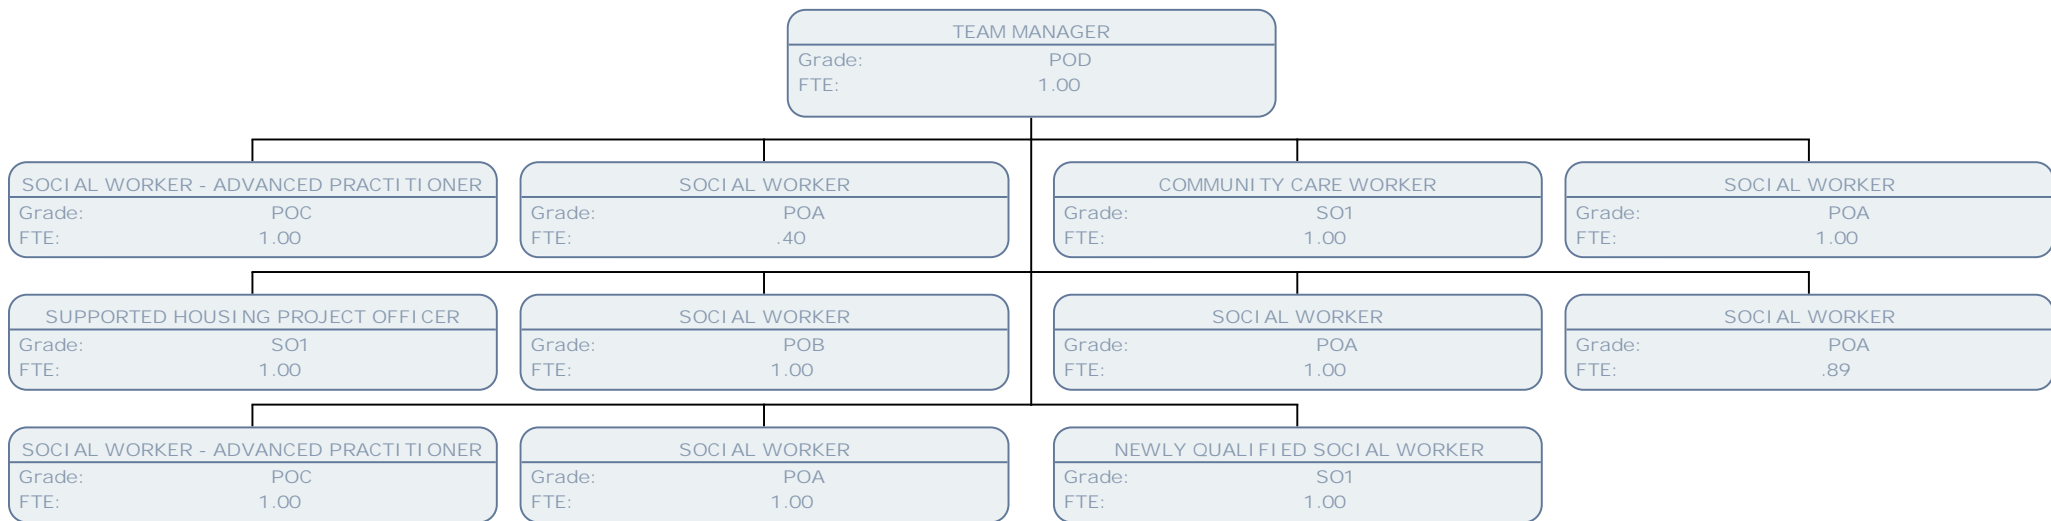 TEAM MANAGER
Grade: POD
FTE: 1.00
SOCIAL WORKER - ADVANCED PRACTITIONER
Grade: POC
FTE: 1.00
SOCIAL WORKER
Grade: POA
FTE: .40
COMMUNITY CARE WORKER
Grade: SO1
FTE: 1.00
SOCIAL WORKER
Grade: POA
FTE: 1.00
SUPPORTED HOUSING PROJECT OFFICER
Grade: SO1
FTE: 1.00
SOCIAL WORKER
Grade: POB
FTE: 1.00
SOCIAL WORKER
Grade: POA
FTE: 1.00
SOCIAL WORKER
Grade: POA
FTE: .89
SOCIAL WORKER - ADVANCED PRACTITIONER
Grade: POC
FTE: 1.00
SOCIAL WORKER
Grade: POA
FTE: 1.00
NEWLY QUALIFIED SOCIAL WORKER
Grade: SO1
FTE: 1.00